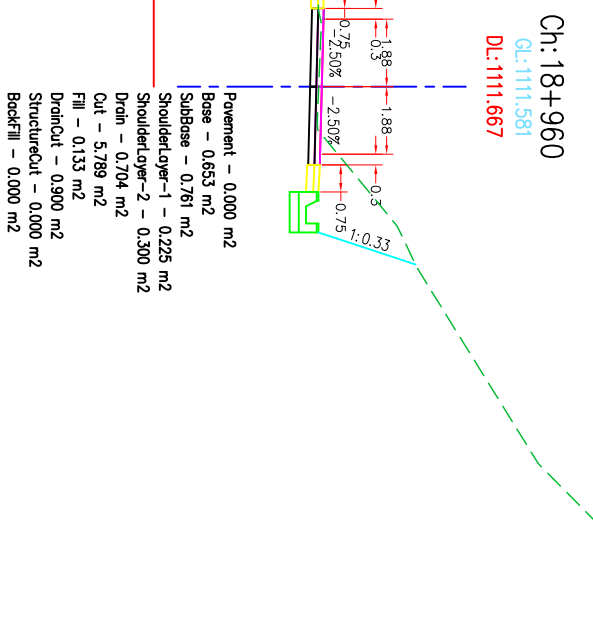 Ch: 18+960
GL:1111.581
DL:1111.667
1.88
1.88
0.3
0.3
0.75
-2.50%
-2.50%
0.75
1:0.33
Pavement - 0.000 m2
Base - 0.653 m2
SubBase - 0.761 m2
ShoulderLayer-1 - 0.225 m2
ShoulderLayer-2 - 0.300 m2
Drain - 0.704 m2
Cut - 5.789 m2
Fill - 0.133 m2
DrainCut - 0.900 m2
StructureCut - 0.000 m2
BackFill - 0.000 m2